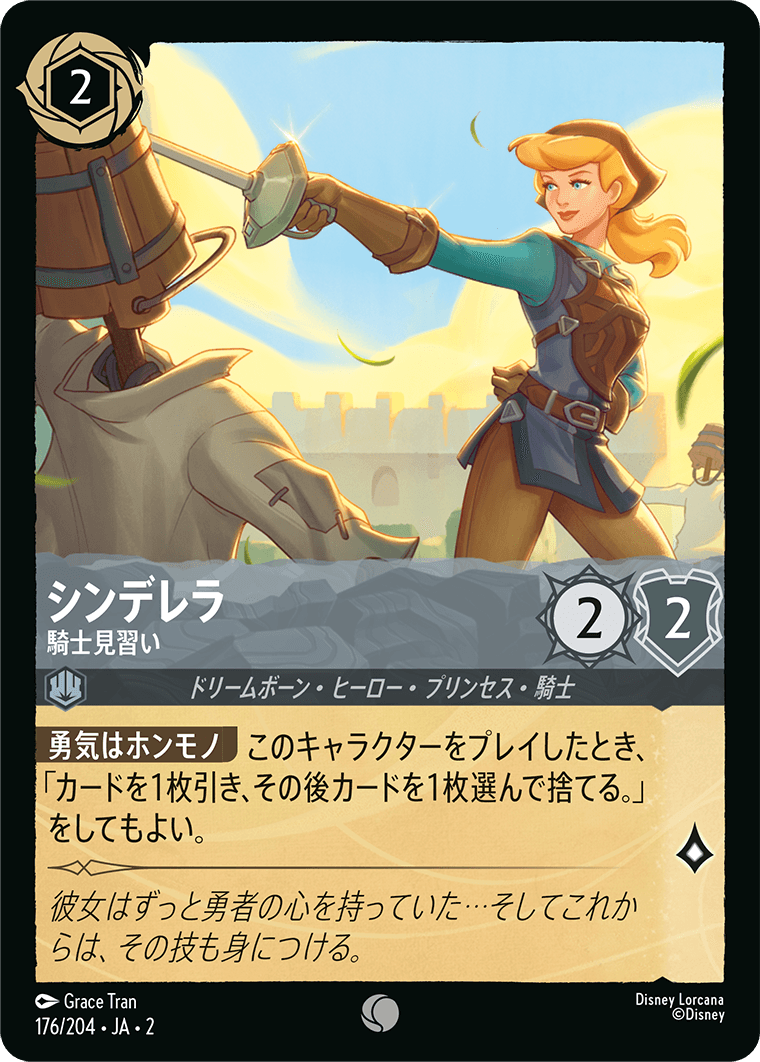 2
シンデレラ
騎士見習い
2
2
ドリームボーン・ヒーロー・プリンセス・騎士
勇気はホンモノ このキャラクターをプレイしたとき、
「カードを1枚引き、その後カードを1枚選んで捨てる。」
をしてもよい。
彼女はずっと勇者の心を持っていた…そしてこれか
らは、その技も身につける。
Grace Tran
176/204・JA・2
Disney Lorcana
©Disney